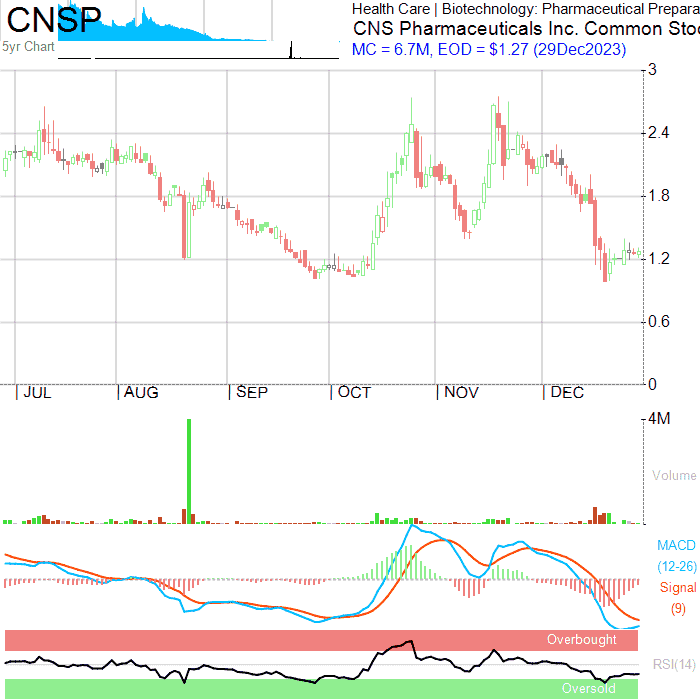 CNSP
5yr Chart
Health Care | Biotechnology: Pharmaceutical Prepara
CNS Pharmaceuticals Inc. Common Stoc
MC = 6.7M, EOD = $1.27 (29Dec2023)
3
2.4
1.8
1.2
0.6
0
JUL AUG SEP OCT NOV DEC
4M
Volume
MACD
(12-26)
Signal
(9)
Overbought
RSI(14)
Oversold